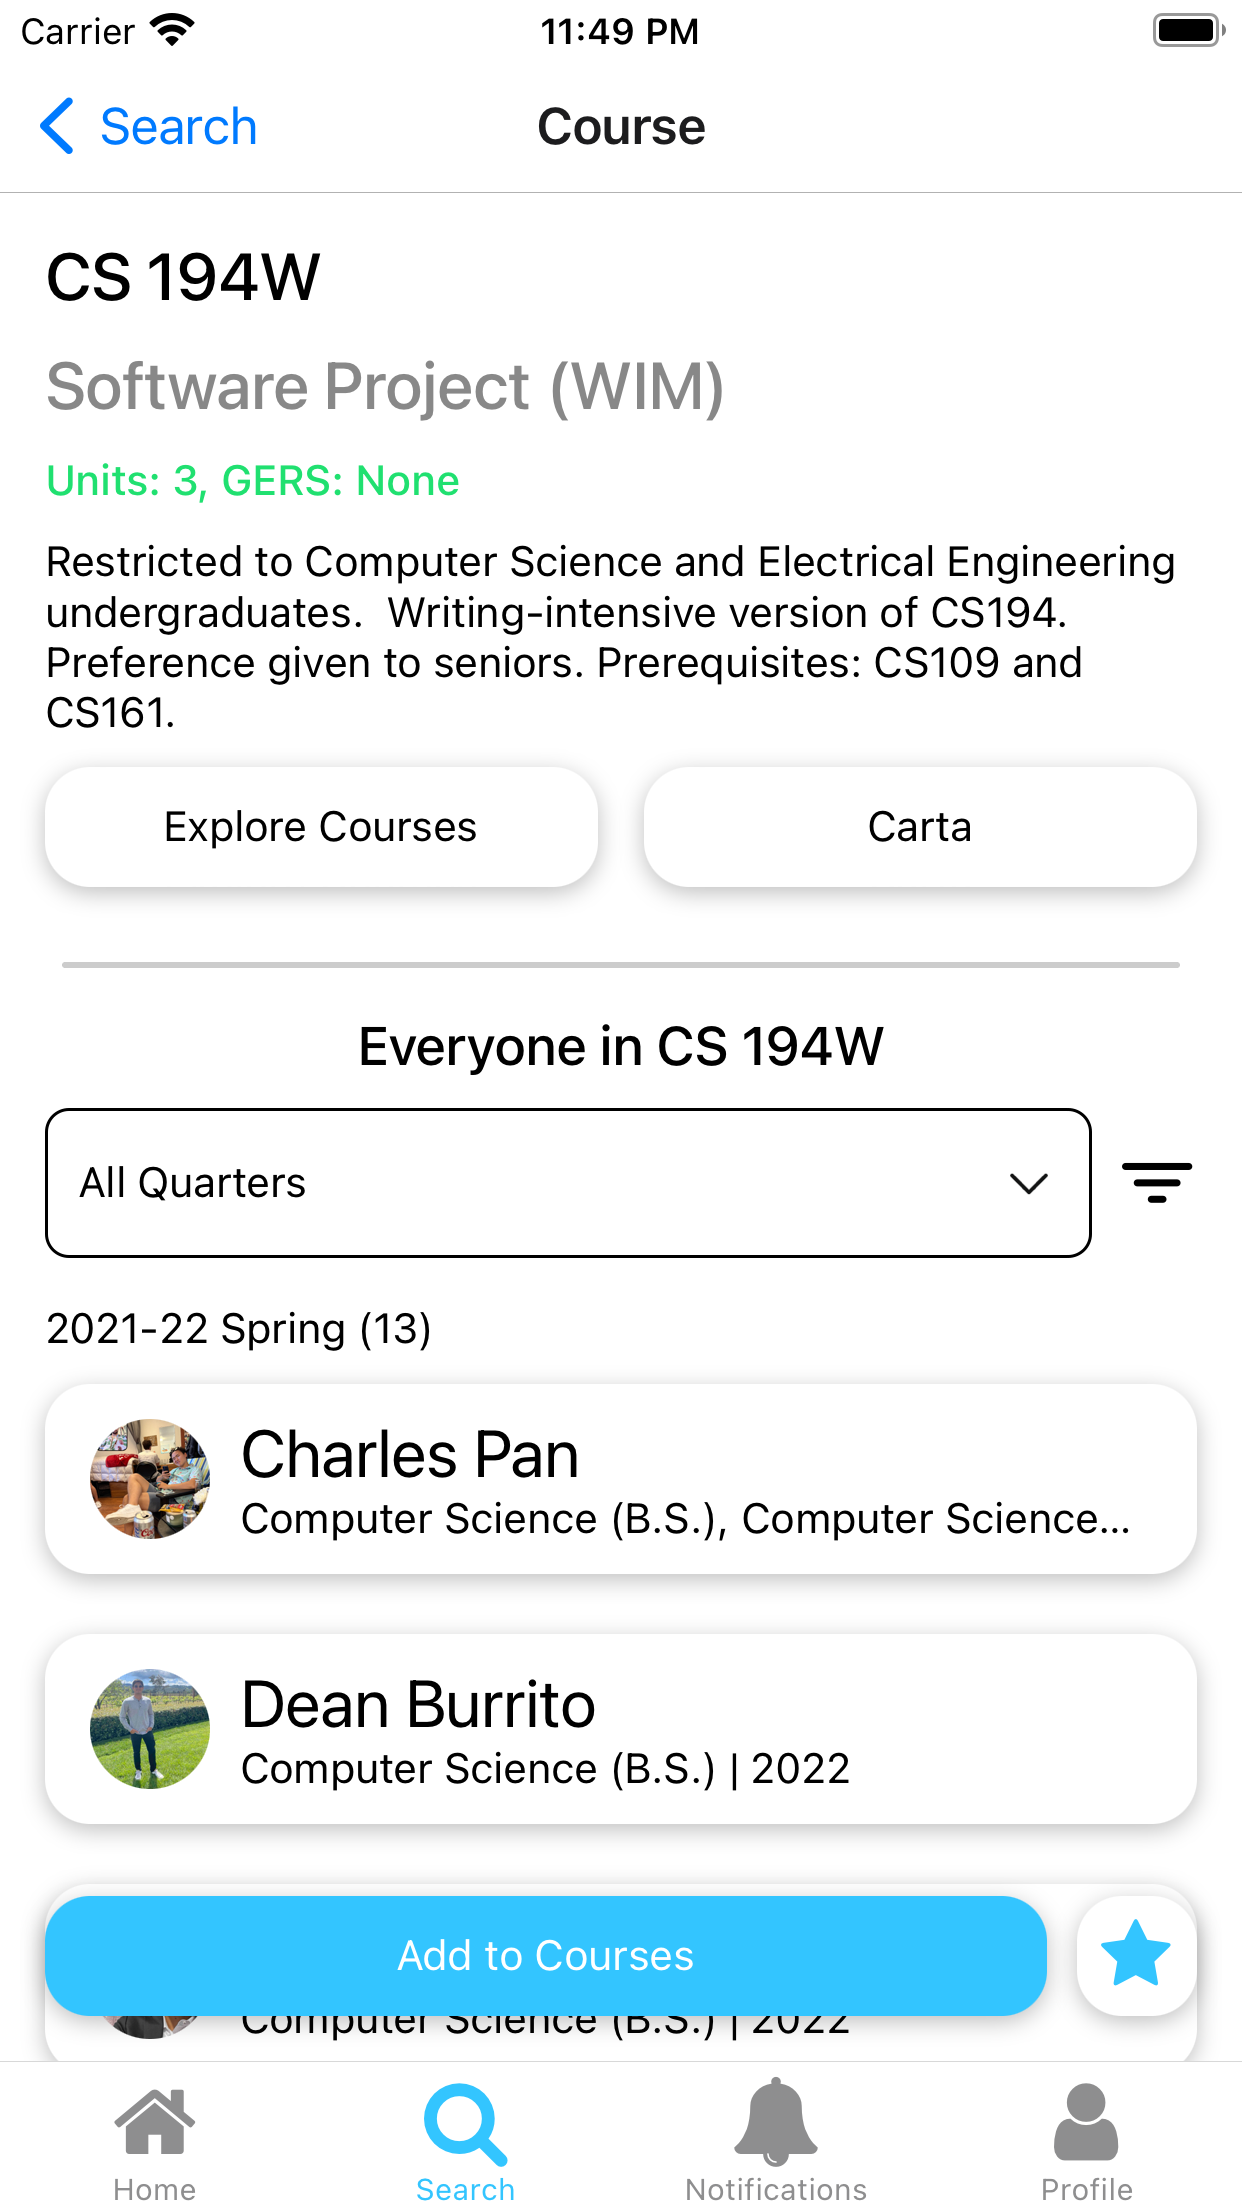 Carrier
11:49 PM
Search
Course
CS 194W
Software Project (WIM)
Units: 3, GERS: None
Restricted to Computer Science and Electrical Engineering
undergraduates.  Writing-intensive version of CS194.
Preference given to seniors. Prerequisites: CS109 and
CS161.
Explore Courses
Carta
Everyone in CS 194W
All Quarters
2021-22 Spring (13)
Charles Pan
Computer Science (B.S.), Computer Science...
Dean Burrito
Computer Science (B.S.) | 2022
Add to Courses
Computer Science (B.S.) | 2022
Home
Search
Notifications
Profile